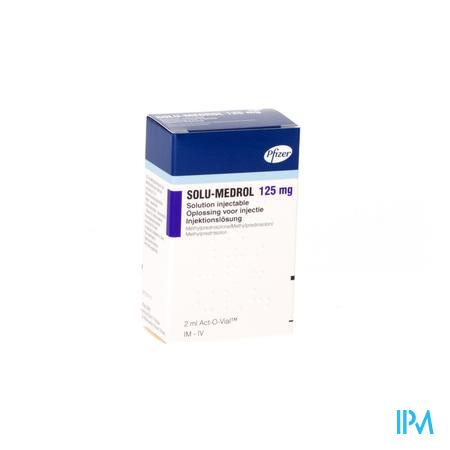 SOLU-MEDROL 125 mg
Pfizer
SOLU-MEDROL 125 mg
Solution injectable
Oplossing voor injectie
Injektionslösung
Methylprednisolone/Methylprednisolon/
Methylprednisolon
2 ml Act-O-Vial™
IM - IV
IPM